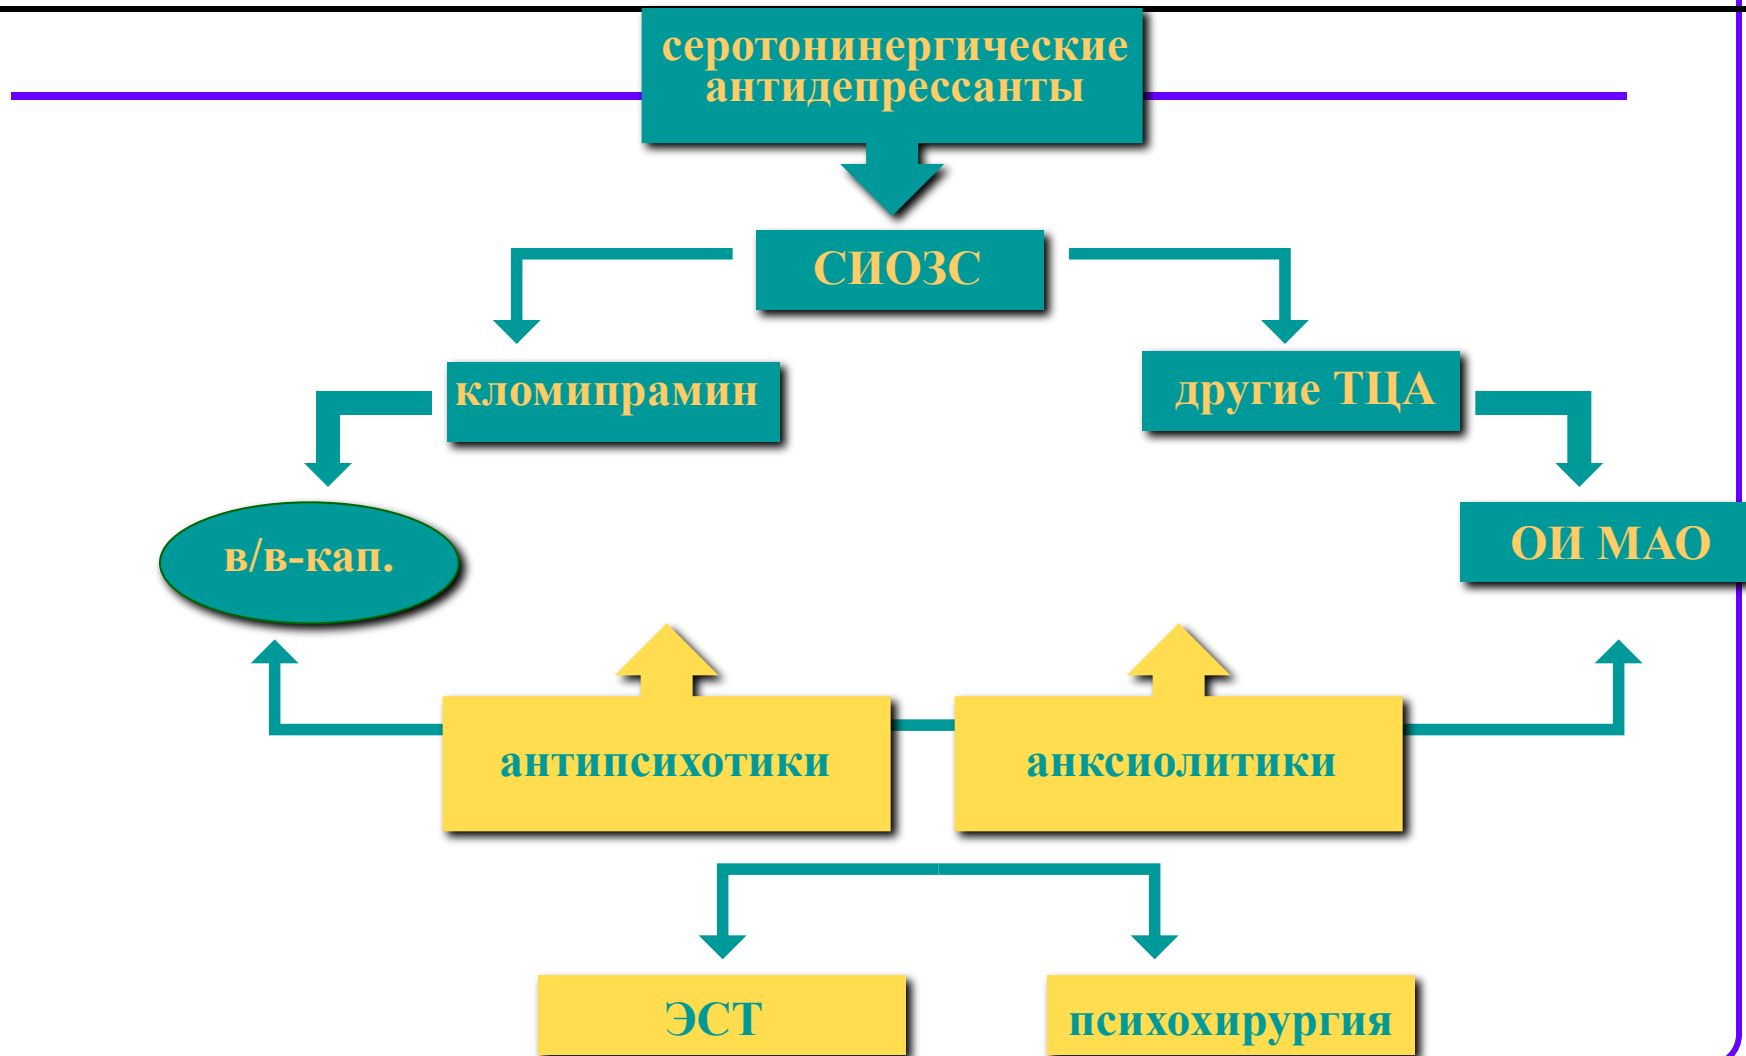 серотонинергические
антидепрессанты
СИОЗС
кломипрамин
другие ТЦА
в/в-кап.
ОИ МАО
антипсихотики
анксиолитики
ЭСТ
психохирургия